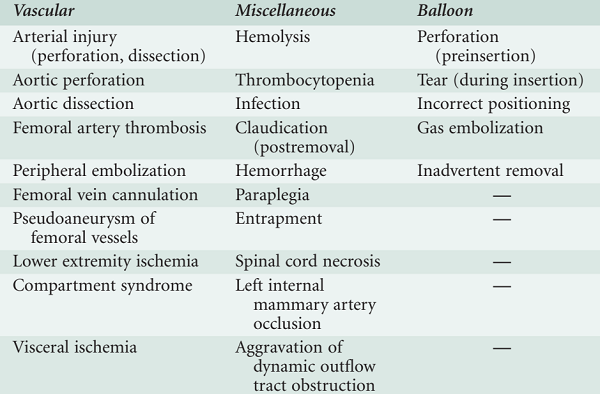 Vascular Miscellaneous Balloon
Arterial injury Hemolysis Perforation
(perforation, dissection) (preinsertion)
Aortic perforation Thrombocytopenia Tear (during insertion)
Aortic dissection Infection Incorrect positioning
Femoral artery thrombosis Claudication Gas embolization
(postremoval)
Peripheral embolization Hemorrhage Inadvertent removal
Femoral vein cannulation Paraplegia —
Pseudoaneurysm of Entrapment —
femoral vessels
Lower extremity ischemia Spinal cord necrosis —
Compartment syndrome Left internal —
mammary artery
occlusion
Visceral ischemia Aggravation of —
dynamic outflow
tract obstruction